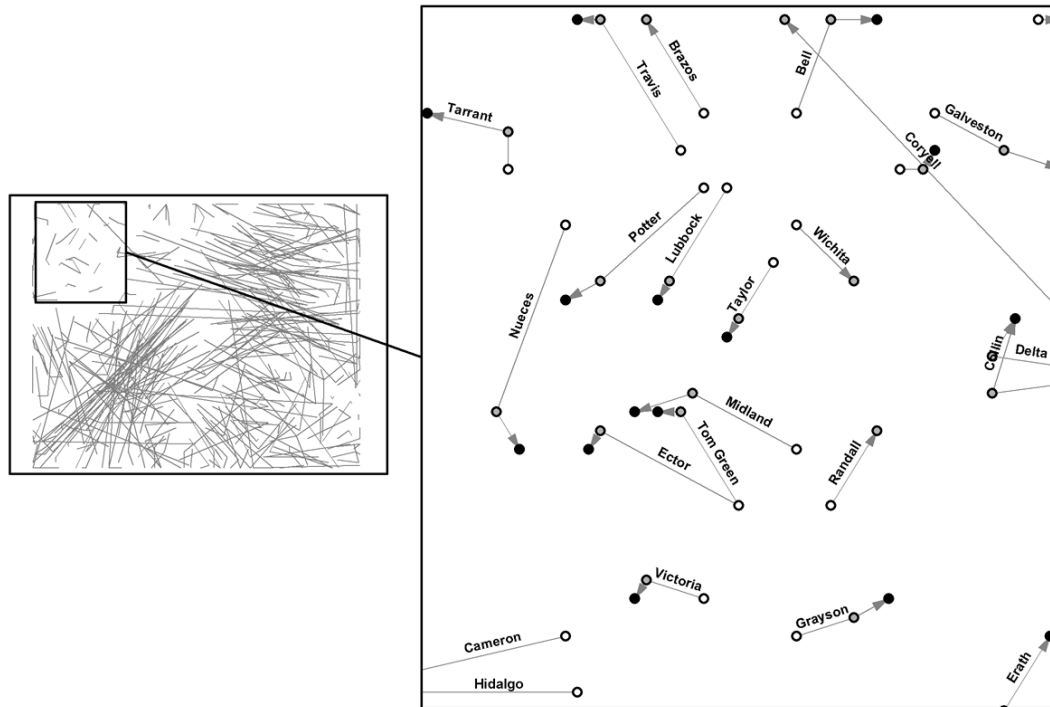 Brazos
Travis
Bell
Tarrant
Galveston
Coryell
Potter
Lubbock
Wichita
Nueces
Taylor
Collin
Delta
Midland
Tom Green
Ector
Randall
Victoria
Grayson
Cameron
Erath
Hidalgo